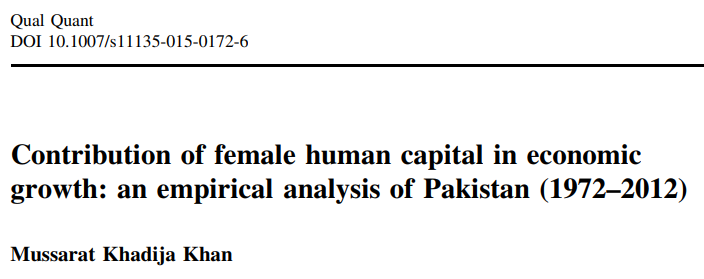 Qual Quant
DOI 10.1007/s11135-015-0172-6
Contribution of female human capital in economic
growth: an empirical analysis of Pakistan (1972–2012)
Mussarat Khadija Khan